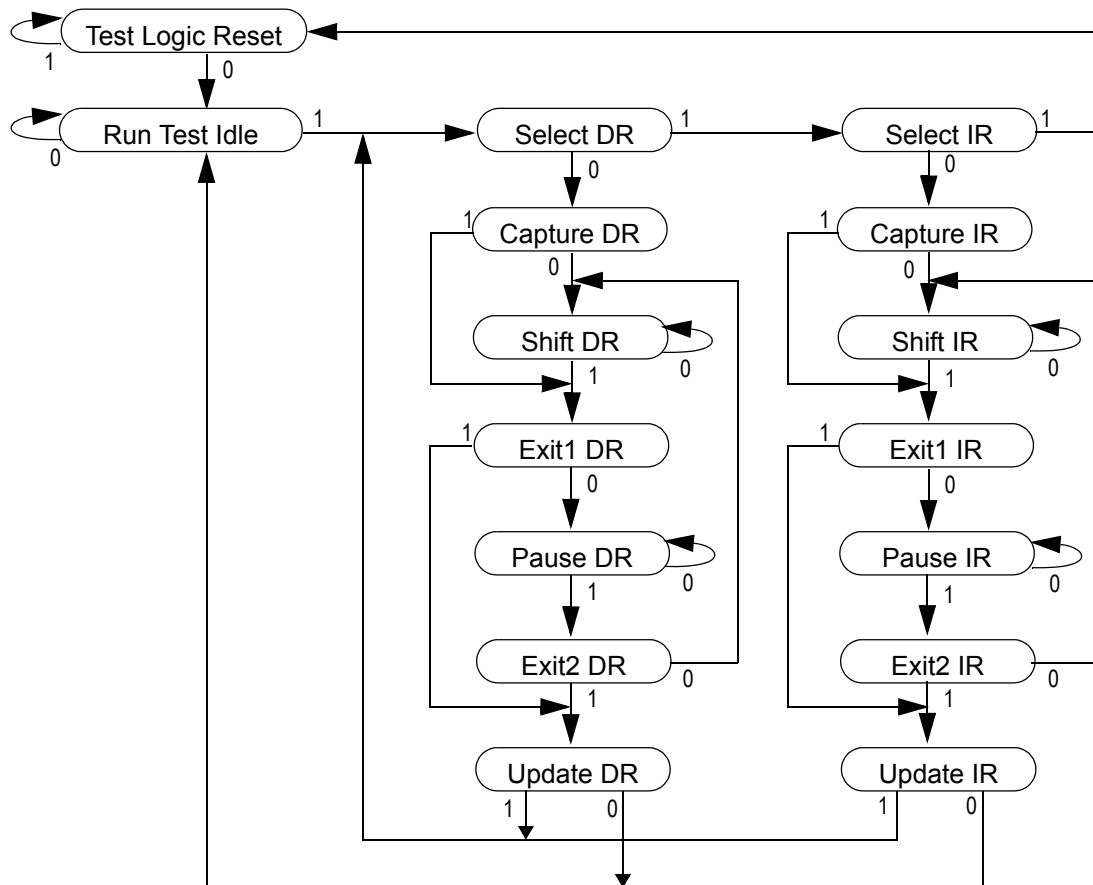 Test Logic Reset
1
0
Run Test Idle
0
1
Select DR
1
0
Select IR
1
0
1
Capture DR
0
1
Capture IR
0
Shift DR
0
1
Shift IR
0
1
1
Exit1 DR
0
1
Exit1 IR
0
Pause DR
0
1
Pause IR
0
1
Exit2 DR
0
1
Exit2 IR
0
1
Update DR
1
0
Update IR
1
0